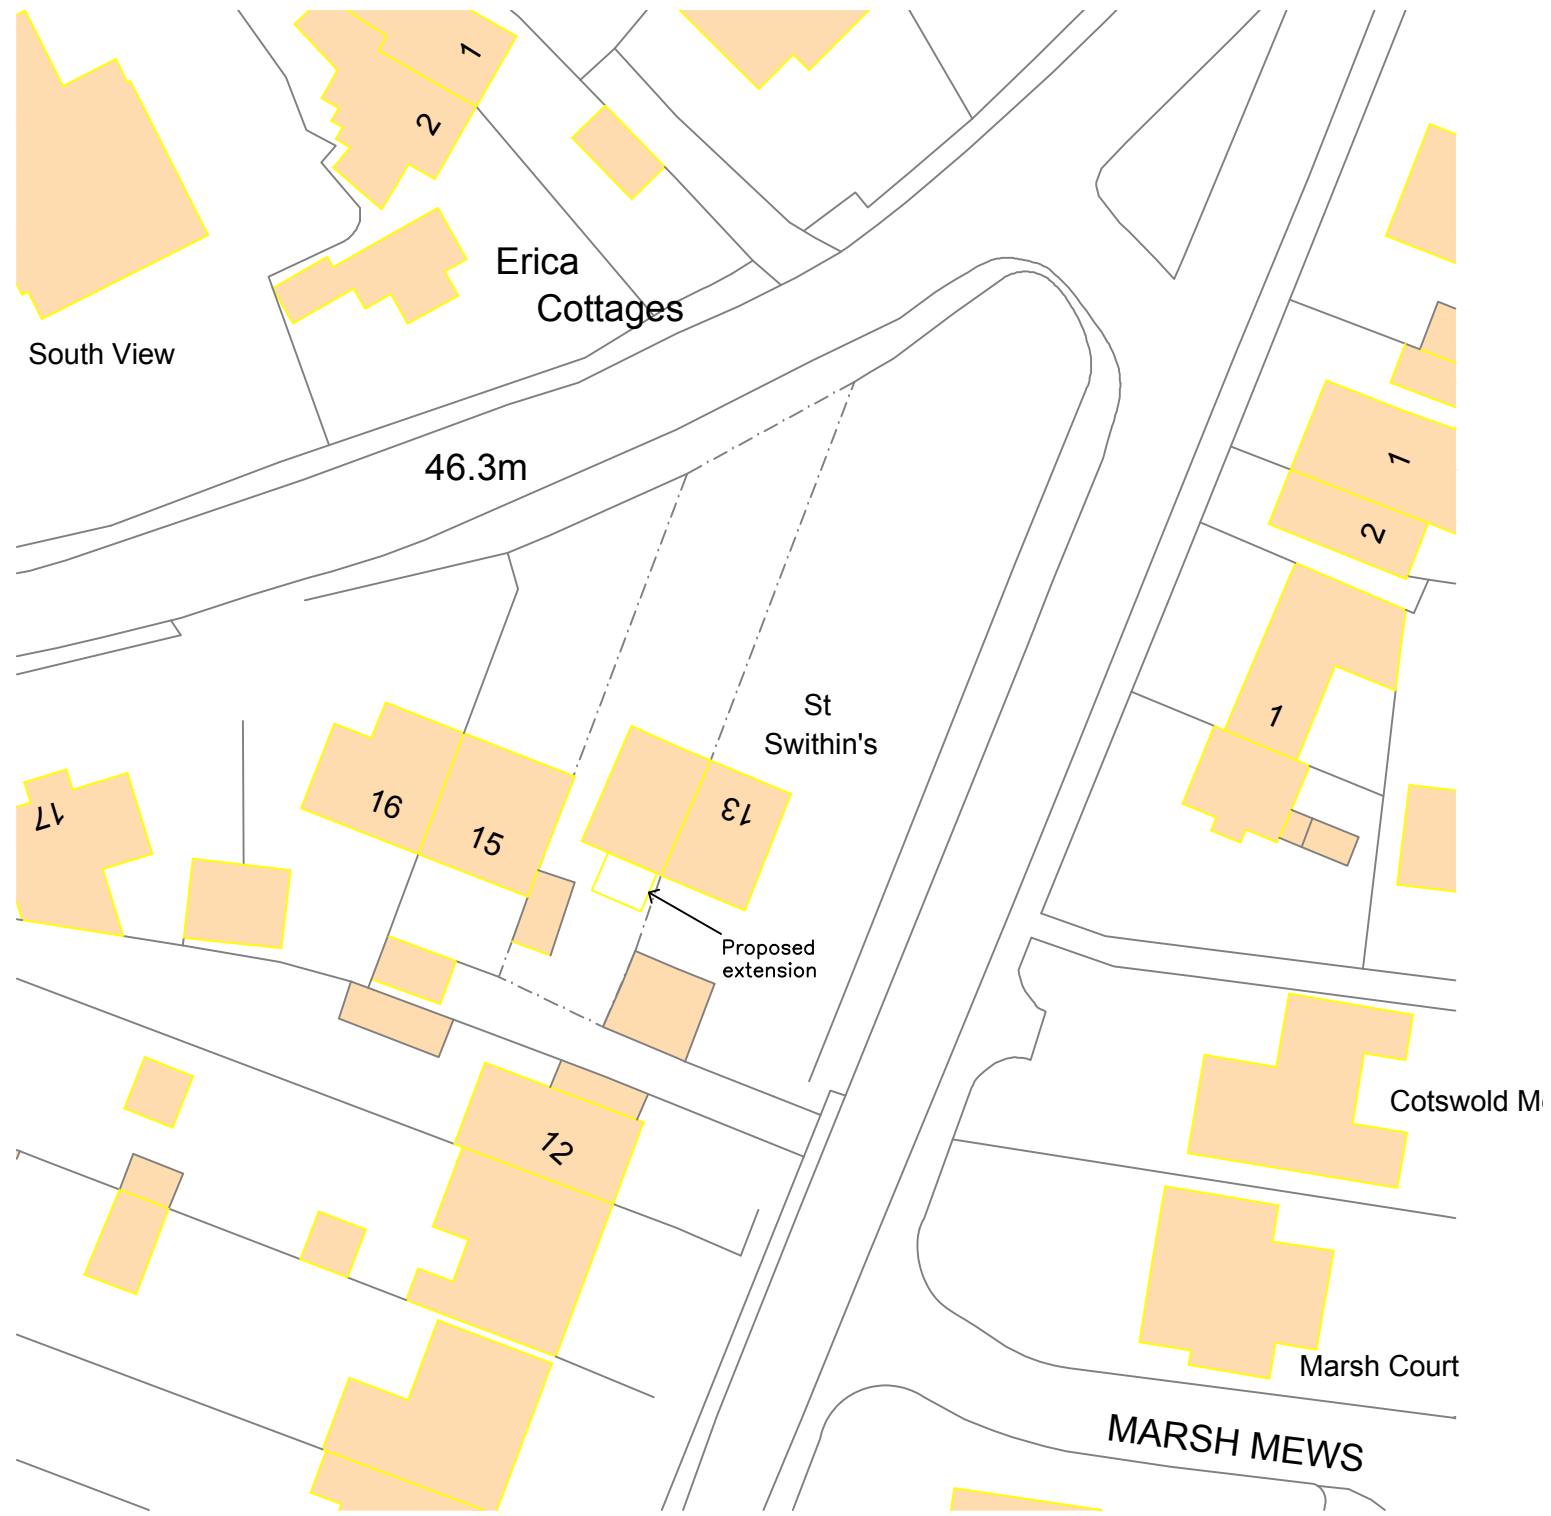 1
2
Erica
Cottages
South View
46.3m
1
2
1
St
Swithin's
13
16
15
17
Proposed
extension
12
Cotswold M
Marsh Court
MARSH MEWS